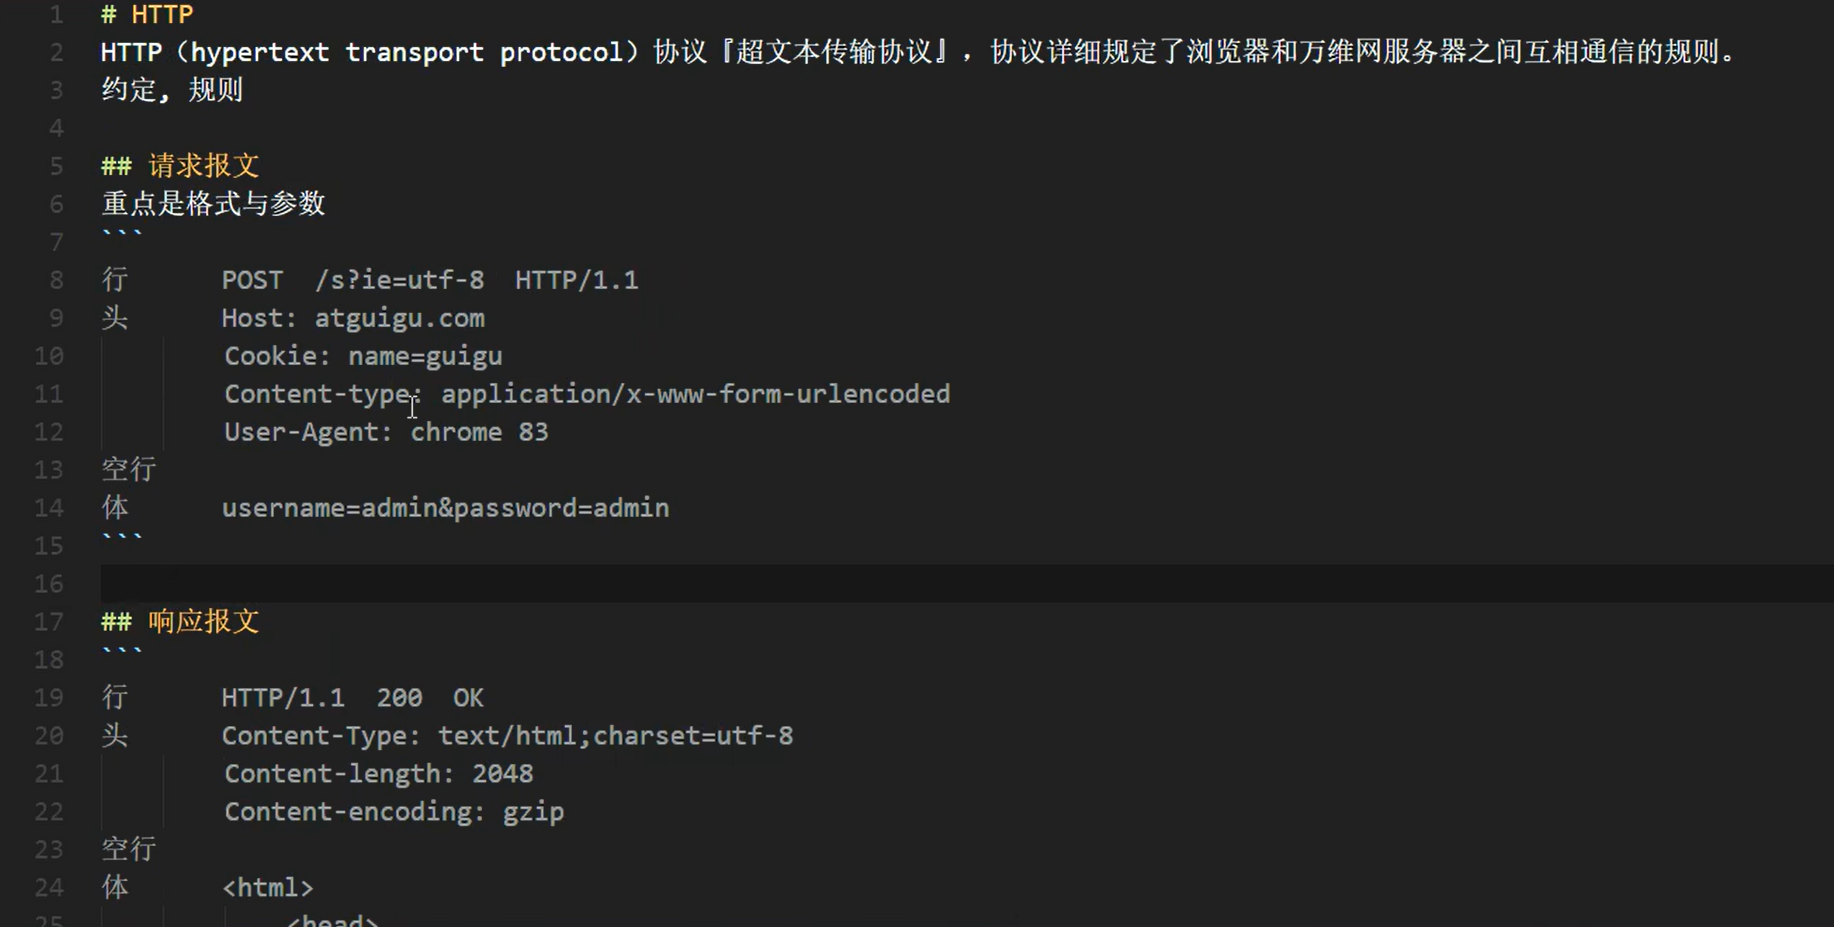 1 # HTTP
2 HTTP（hypertext transport protocol）协议『超文本传输协议』，协议详细规定了浏览器和万维网服务器之间互相通信的规则。
3 约定, 规则
4
5 ## 请求报文
6 重点是格式与参数
7 ```
8 行 POST /s?ie=utf-8 HTTP/1.1
9 头 Host: atguigu.com
10 Cookie: name=guigu
11 Content-type: application/x-www-form-urlencoded
12 User-Agent: chrome 83
13 空行
14 体 username=admin&password=admin
15 ```
16
17 ## 响应报文
18 ```
19 行 HTTP/1.1 200 OK
20 头 Content-Type: text/html;charset=utf-8
21 Content-length: 2048
22 Content-encoding: gzip
23 空行
24 体 <html>
25 <head>